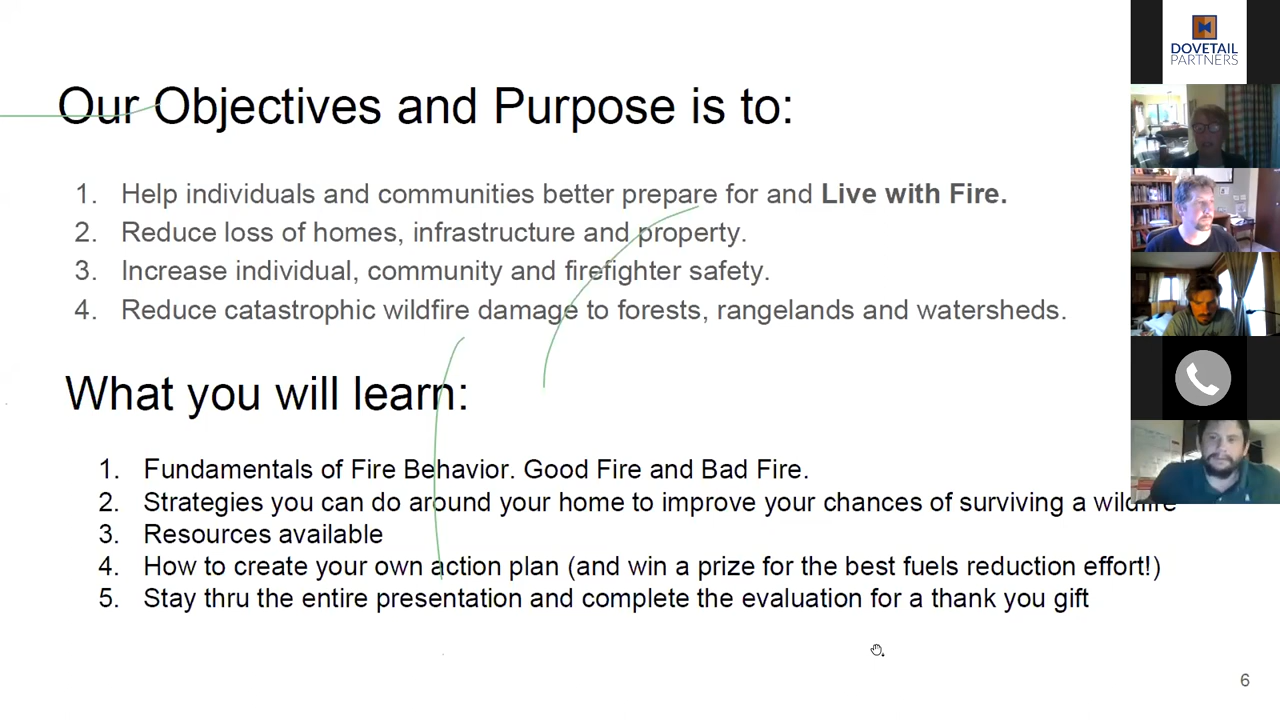 DOVETAIL
PARTNERS
Our Objectives and Purpose is to:
1. Help individuals and communities better prepare for and Live with Fire.
2. Reduce loss of homes, infrastructure and property.
3. Increase individual, community and firefighter safety.
4. Reduce catastrophic wildfire damage to forests, rangelands and watersheds.
What you will learn:
1. Fundamentals of Fire Behavior. Good Fire and Bad Fire.
2. Strategies you can do around your home to improve your chances of surviving a wildfire
3. Resources available
4. How to create your own action plan (and win a prize for the best fuels reduction effort!)
5. Stay thru the entire presentation and complete the evaluation for a thank you gift
6